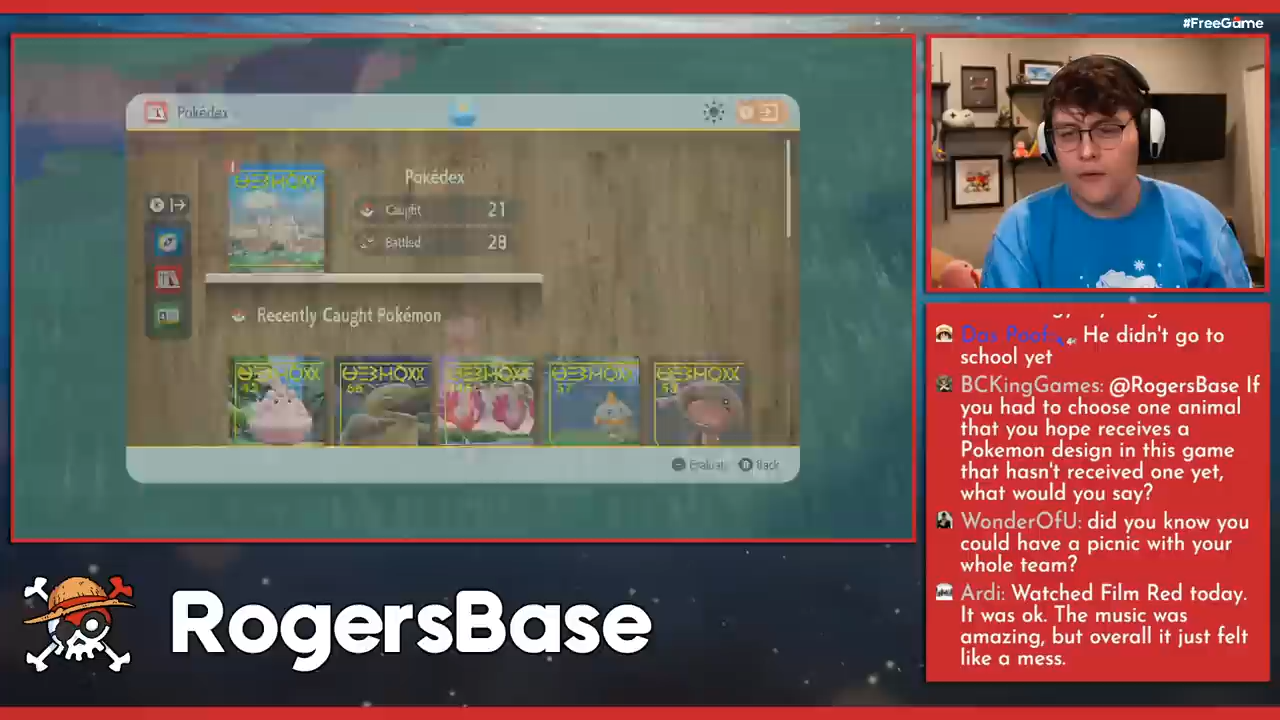 #FreeGame
Pokédex
Pokédex
Caught 21
Battled 28
Recently Caught Pokémon
Back
RogersBase
Das Poof: He didn't go to
school yet
BCKingGames: @RogersBase If
you had to choose one animal
that you hope receives a
Pokemon design in this game
that hasn't received one yet,
what would you say?
WonderOfU: did you know you
could have a picnic with your
whole team?
Ardi: Watched Film Red today.
It was ok. The music was
amazing, but overall it just felt
like a mess.